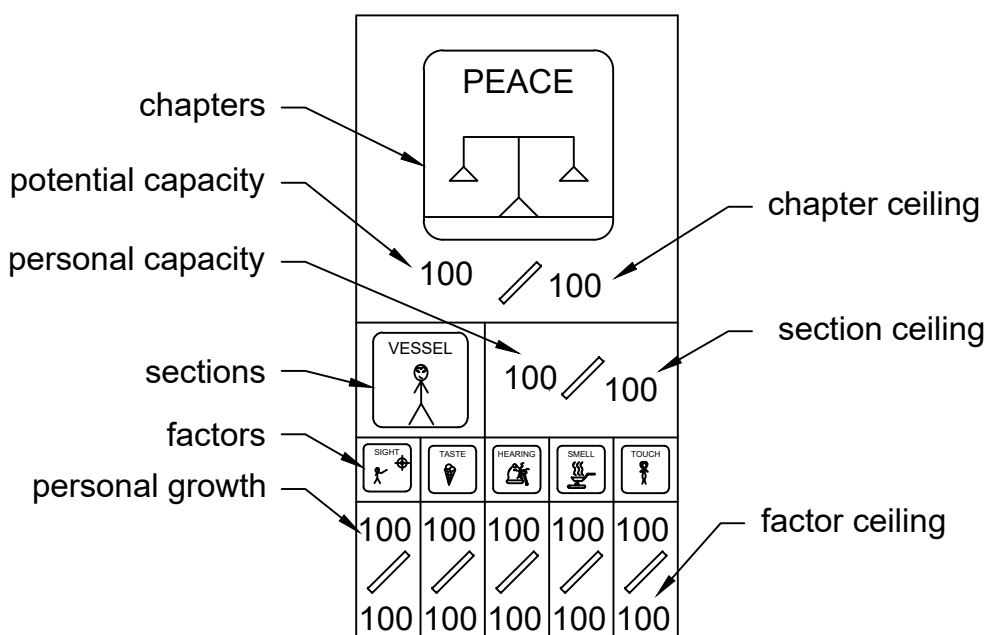 PEACE
chapters
potential capacity
chapter ceiling
100 / 100
personal capacity
section ceiling
VESSEL
100 / 100
sections
factors
SIGHT TASTE HEARING SMELL TOUCH
personal growth
100 100 100 100 100
factor ceiling
/ / / / /
100 100 100 100 100